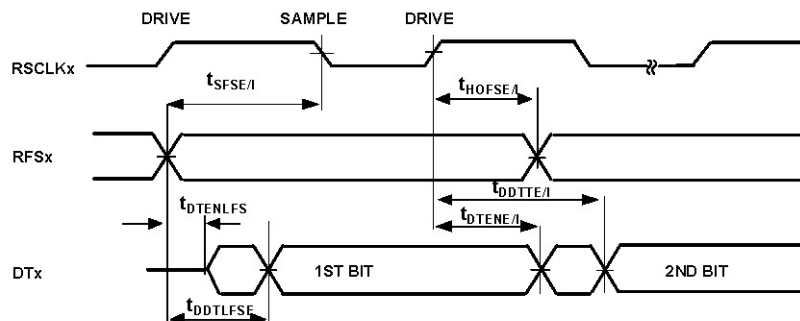 DRIVE SAMPLE DRIVE
RSCLKx
tSFSE/I tHOFSE/I
RFSx
tDDTTE/I
tDTENLFS tDTENE/I
DTx 1ST BIT 2ND BIT
tDDTLFSE